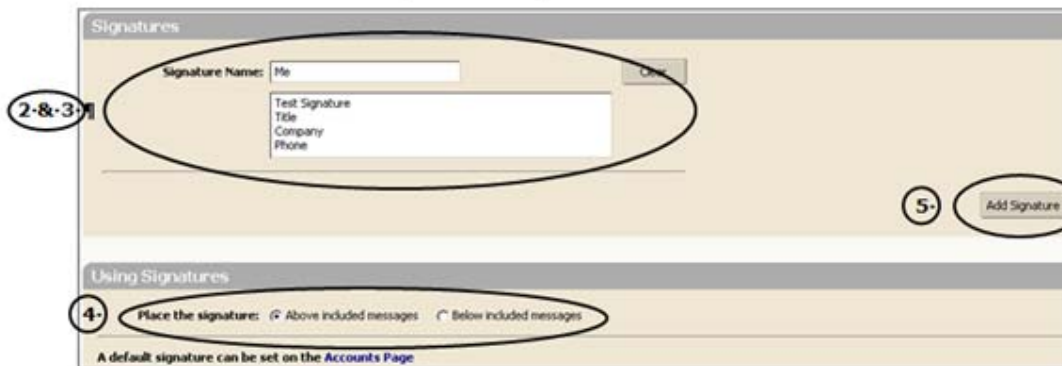 Signatures
Signature Name: Me Clear
2·&·3·¶
Test Signature
Title
Company
Phone
5· Add Signature
Using Signatures
4· Place the signature: Above included messages Below included messages
A default signature can be set on the Accounts Page